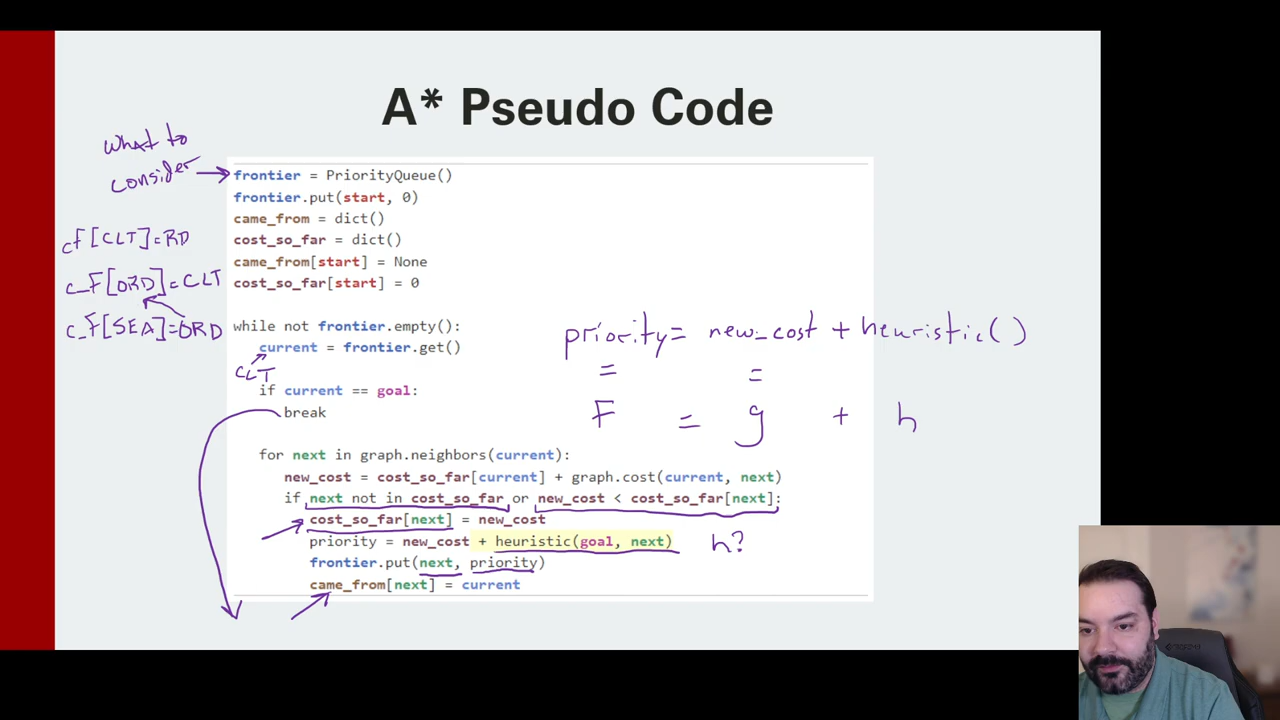 A* Pseudo Code
what to
consider
frontier = PriorityQueue()
frontier.put(start, 0)
came_from = dict()
cost_so_far = dict()
came_from[start] = None
cost_so_far[start] = 0
cf[CLT]=RD
c_F[ORD]=CLT
c_F[SEA]=ORD
while not frontier.empty():
current = frontier.get()
CLT
if current == goal:
break
priority= new_cost + heuristic()
= =
F = g + h
for next in graph.neighbors(current):
new_cost = cost_so_far[current] + graph.cost(current, next)
if next not in cost_so_far or new_cost < cost_so_far[next]:
cost_so_far[next] = new_cost
priority = new_cost + heuristic(goal, next) h?
frontier.put(next, priority)
came_from[next] = current